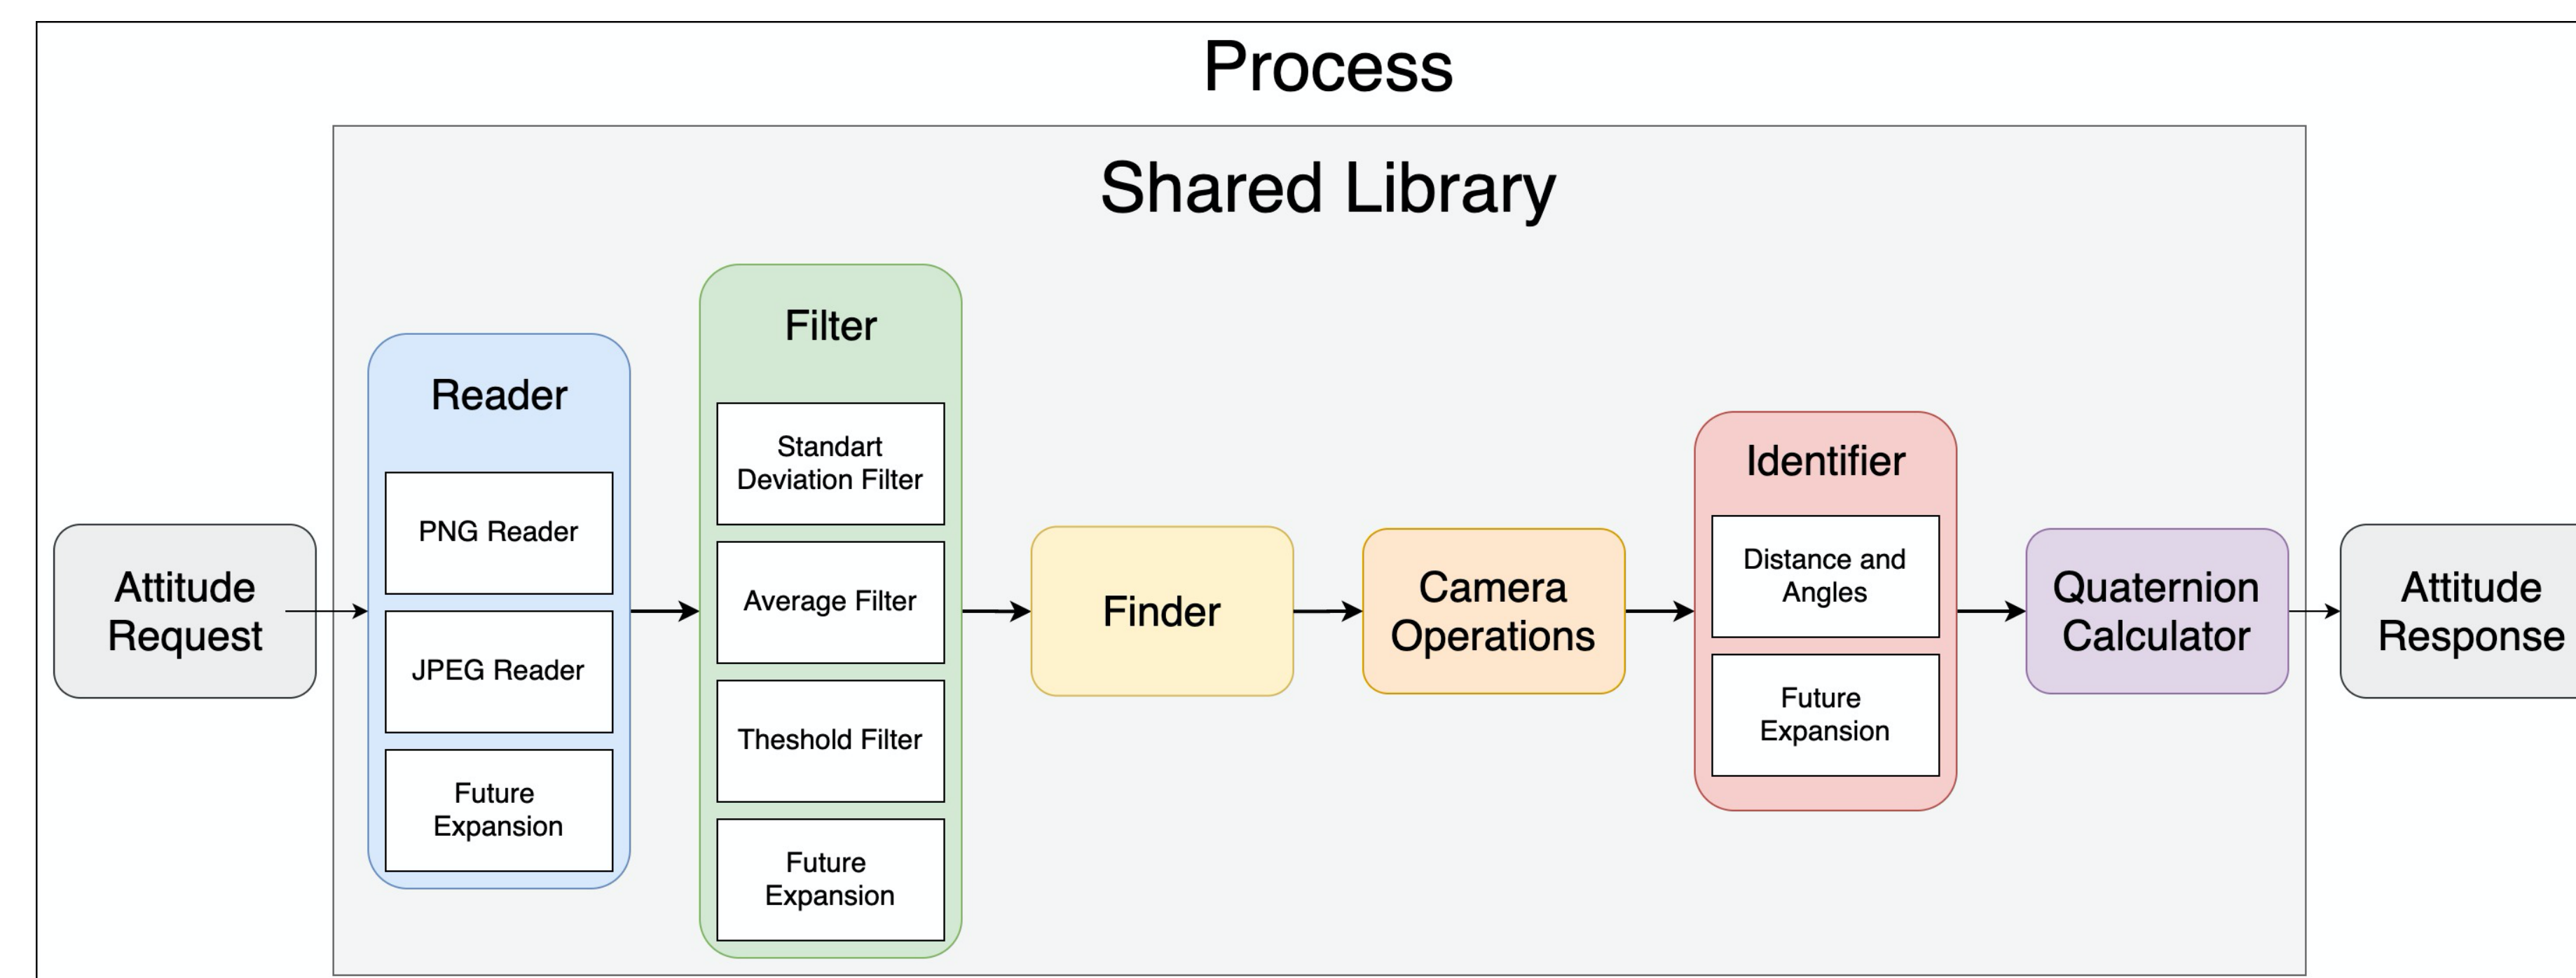 Process
Shared Library
Attitude
Request
Reader
PNG Reader
JPEG Reader
Future
Expansion
Filter
Standart
Deviation Filter
Average Filter
Theshold Filter
Future
Expansion
Finder
Camera
Operations
Identifier
Distance and
Angles
Future
Expansion
Quaternion
Calculator
Attitude
Response